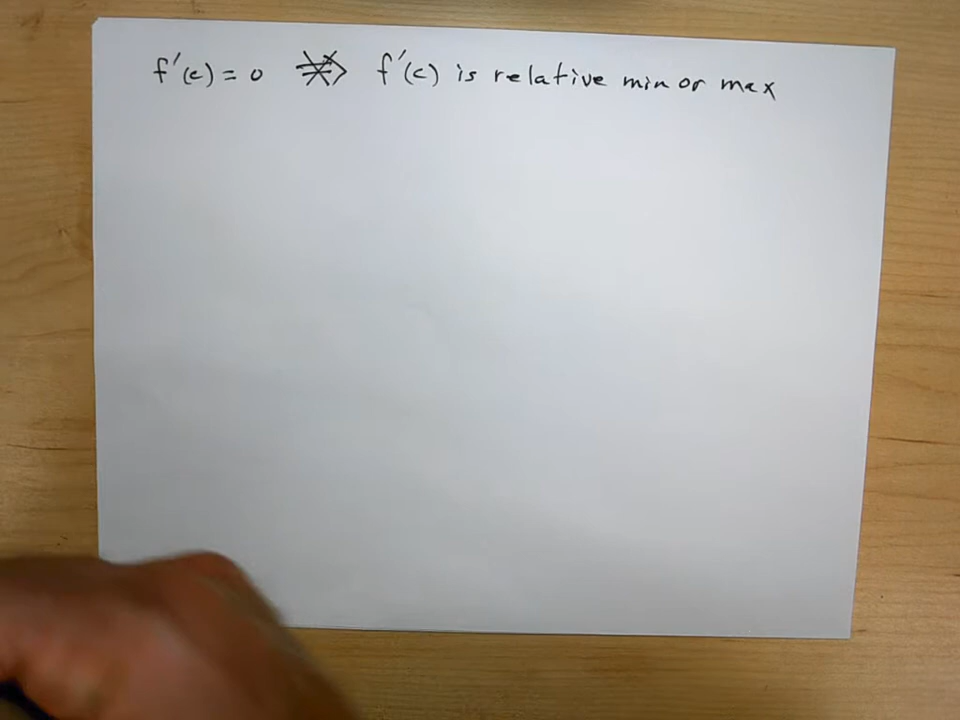 f'(c) = 0 ⇏ f'(c) is relative min or max